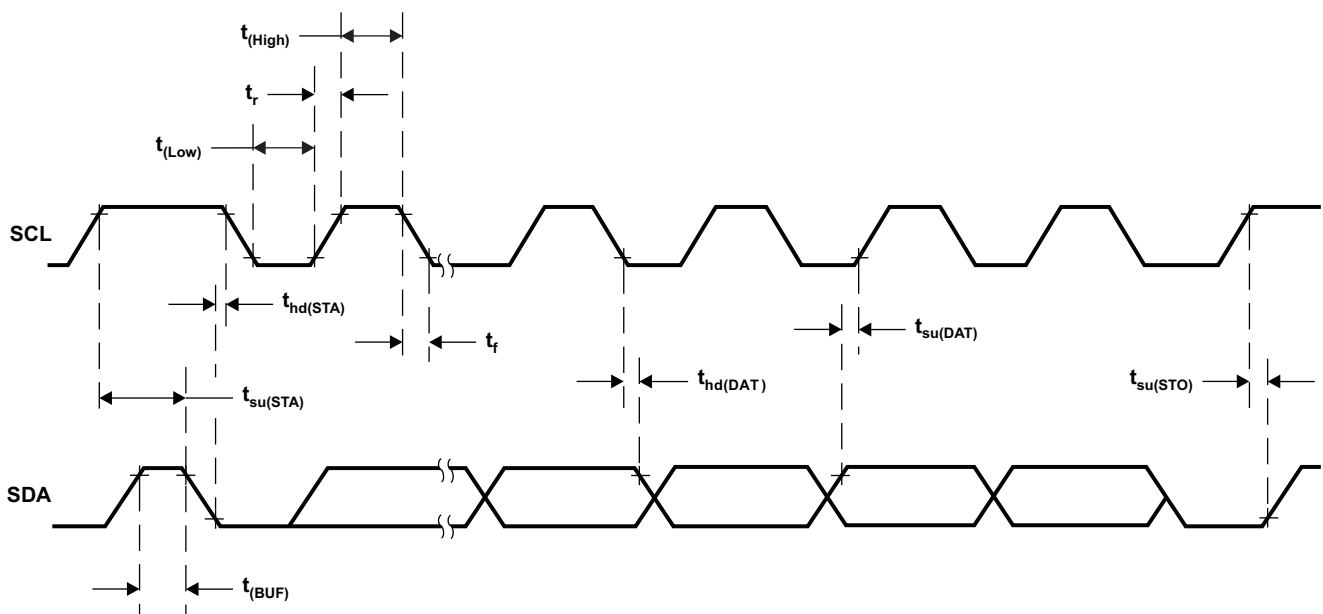 t(High)
tr
t(Low)
SCL
thd(STA)
tf
tsu(DAT)
thd(DAT)
tsu(STO)
tsu(STA)
SDA
t(BUF)